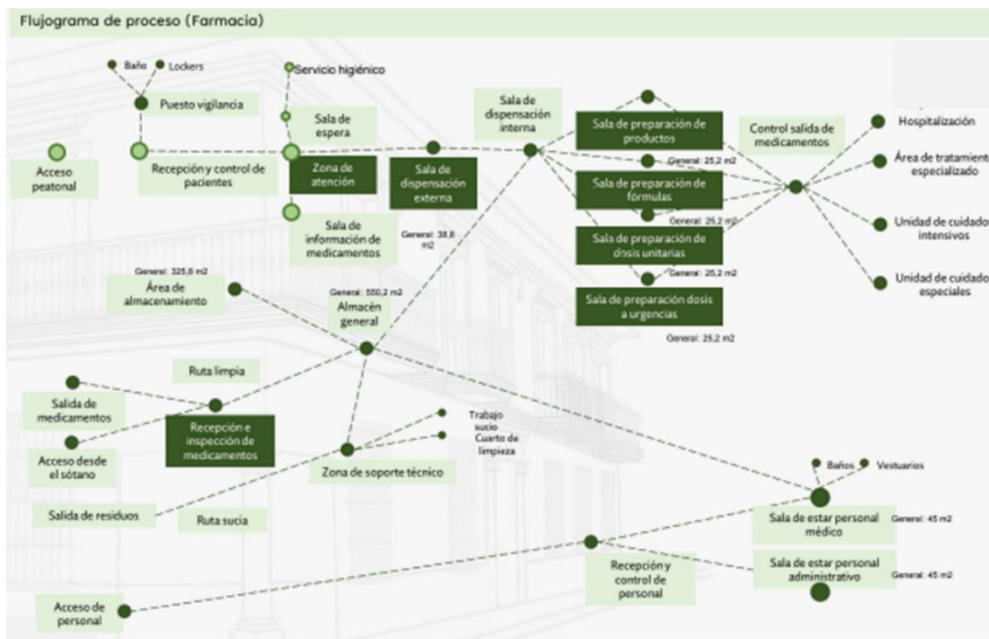 Flujograma de proceso (Farmacia)
Baño
Lockers
Puesto vigilancia
Servicio higiénico
Sala de
espera
Acceso
peatonal
Recepción y control de
pacientes
Zona de
atención
Sala de
información de
medicamentos
Sala de
dispensación
externa
General: 38,8
m2
Sala de
dispensación
interna
Sala de preparación de
productos
General: 25,2 m2
Sala de preparación de
fórmulas
General: 25,2 m2
Sala de preparación de
dosis unitarias
General: 25,2 m2
Sala de preparación dosis
a urgencias
General: 25,2 m2
Control salida de
medicamentos
Hospitalización
Área de tratamient
especializado
Unidad de cuidado
intensivos
Unidad de cuidado
especiales
General: 325,8 m2
Área de
almacenamiento
General: 550,2 m2
Almacén
general
Ruta limpia
Salida de
medicamentos
Recepción e
inspección de
medicamentos
Acceso desde
el sótano
Trabajo
sucio
Cuarto de
limpieza
Zona de soporte técnico
Salida de residuos
Ruta sucia
Baños
Vestuarios
Sala de estar personal
médico
General: 45 m2
Recepción y
control de
personal
Sala de estar personal
administrativo
General: 45 m2
Acceso de
personal